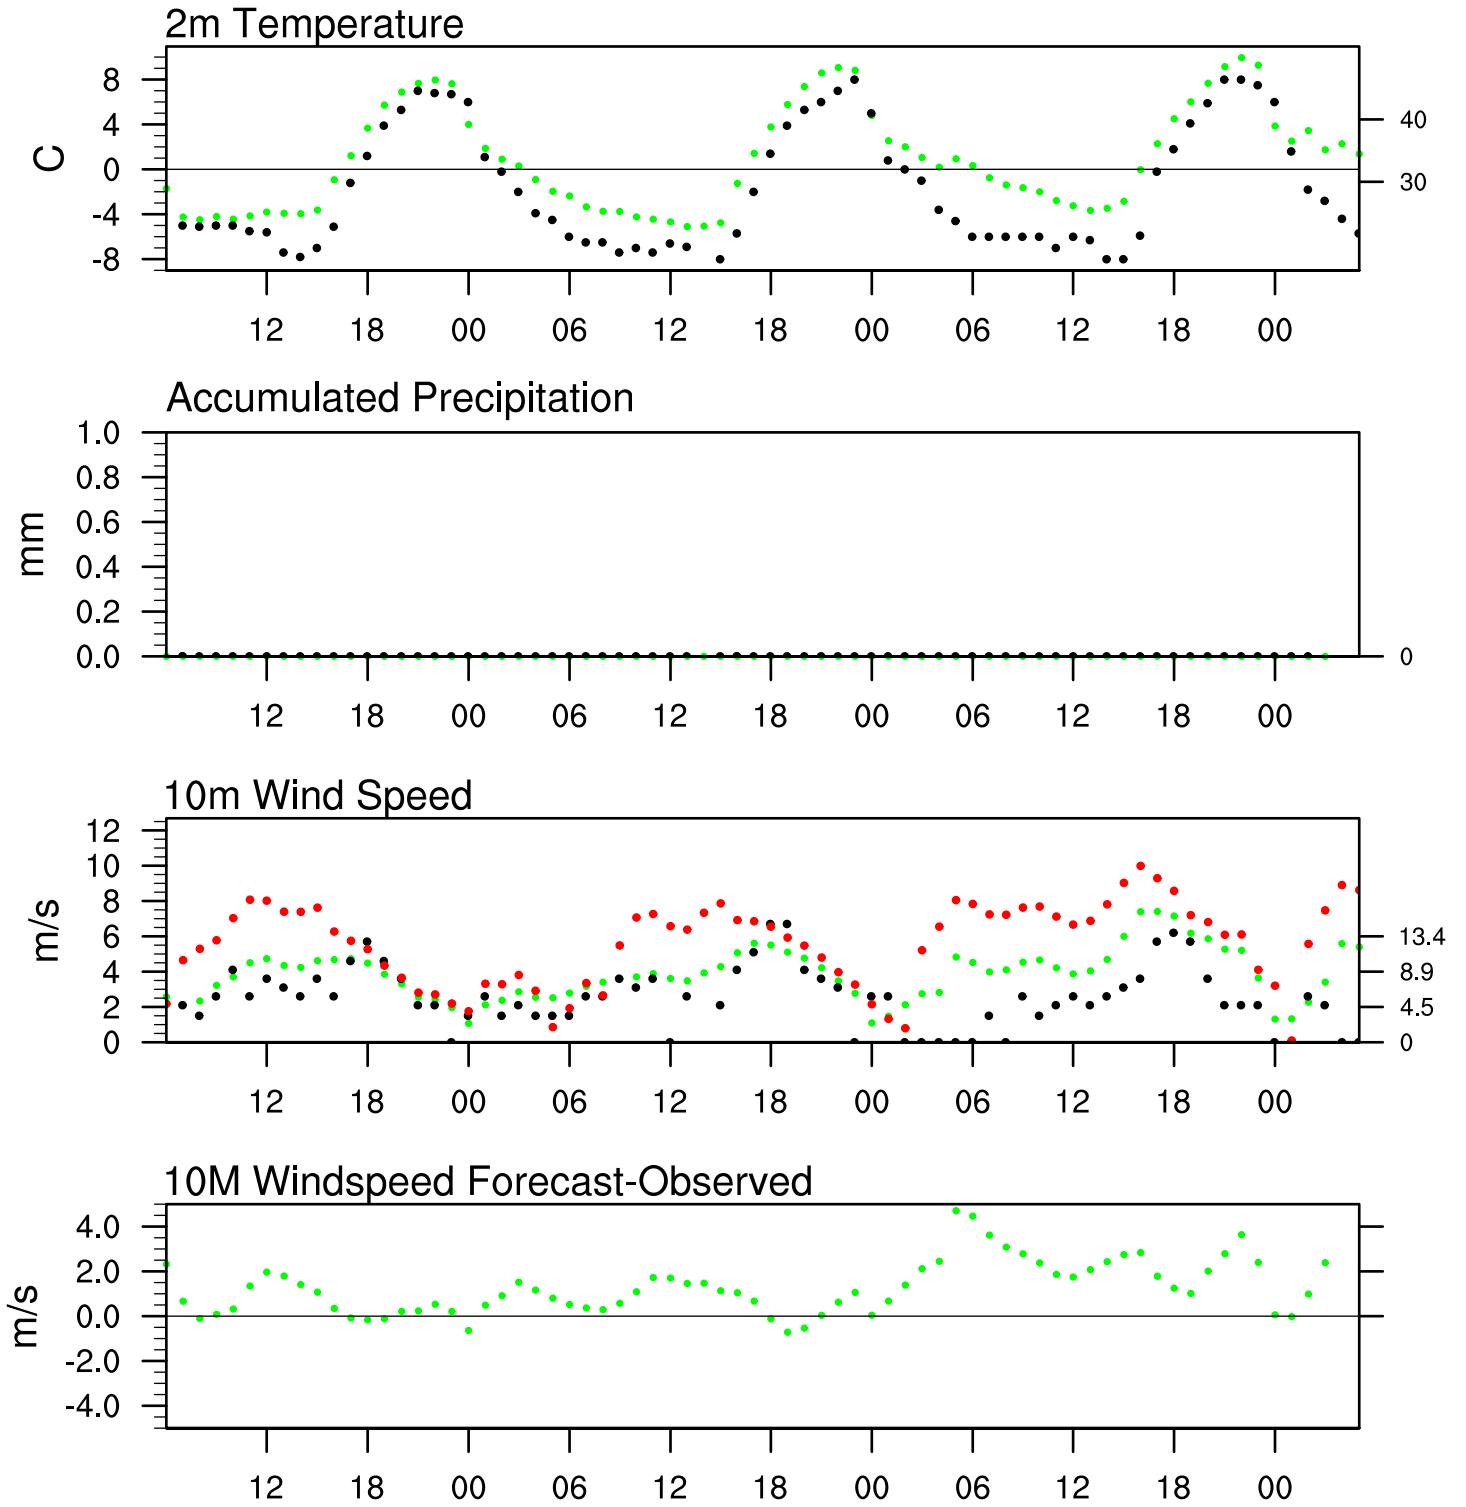 2m Temperature
8
4
0
-4
-8
C
40
30
12 18 00 06 12 18 00 06 12 18 00
Accumulated Precipitation
1.0
0.8
0.6
0.4
0.2
0.0
mm
0
12 18 00 06 12 18 00 06 12 18 00
10m Wind Speed
12
10
8
6
4
2
0
m/s
13.4
8.9
4.5
0
12 18 00 06 12 18 00 06 12 18 00
10M Windspeed Forecast-Observed
4.0
2.0
0.0
-2.0
-4.0
m/s
12 18 00 06 12 18 00 06 12 18 00